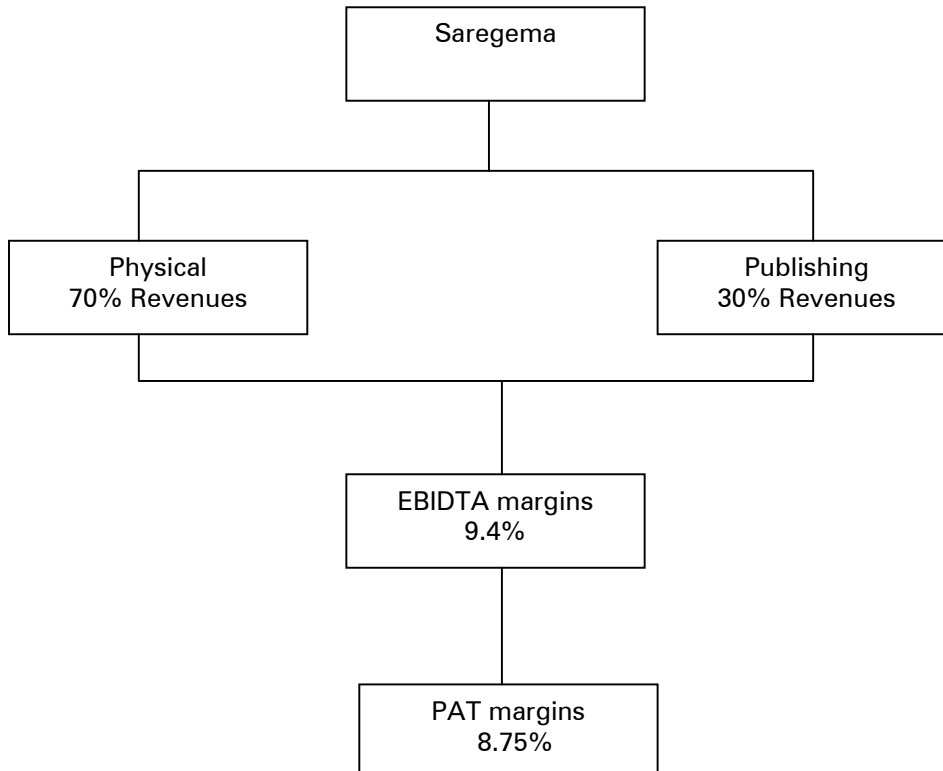 Saregema
Physical
70% Revenues
Publishing
30% Revenues
EBIDTA margins
9.4%
PAT margins
8.75%